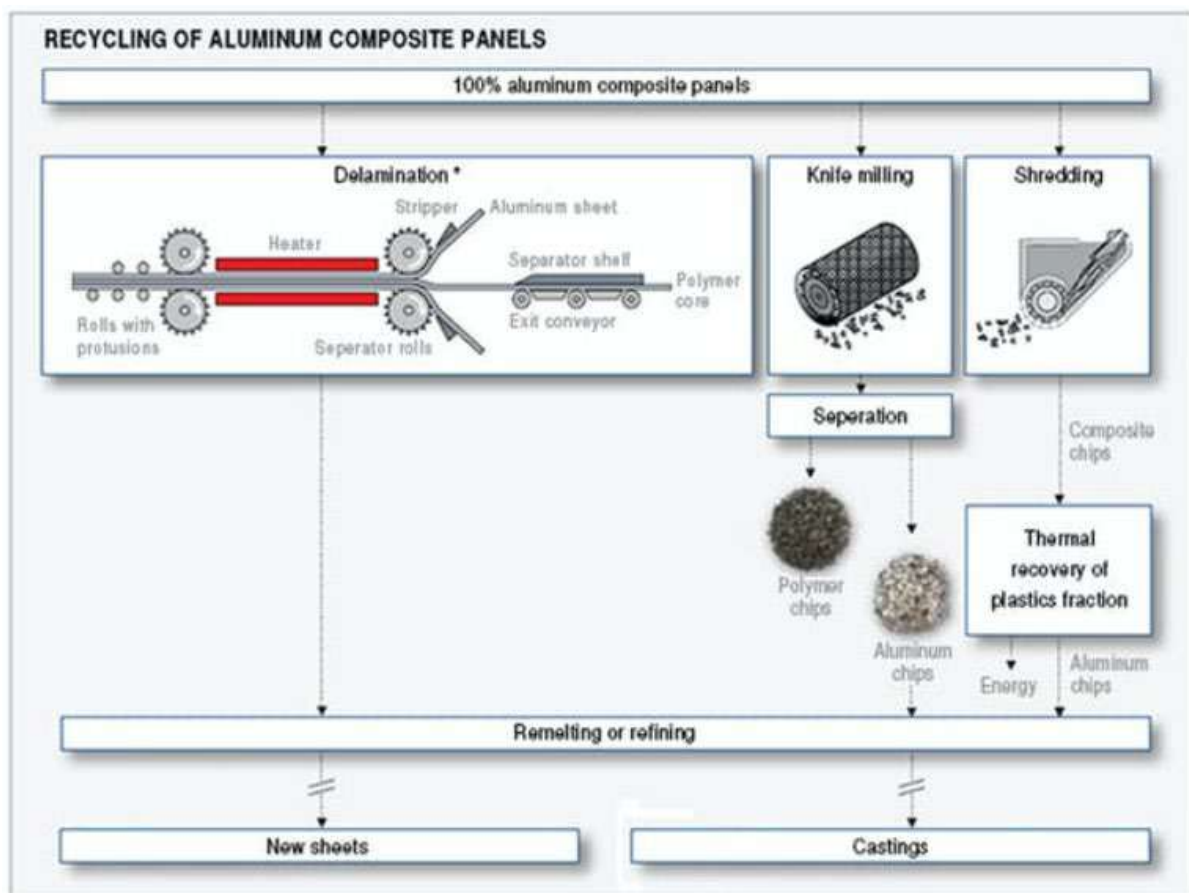 RECYCLING OF ALUMINUM COMPOSITE PANELS
100% aluminum composite panels
Delamination *
Stripper
Aluminum sheet
Heater
Separator shell
Polymer
core
Rolls with
protusions
Seperator rolls
Exit conveyor
Knife milling
Shredding
Seperation
Composite
chips
Polymer
chips
Aluminum
chips
Thermal
recovery of
plastics fraction
Energy
Aluminum
chips
Remelting or refining
New sheets
Castings